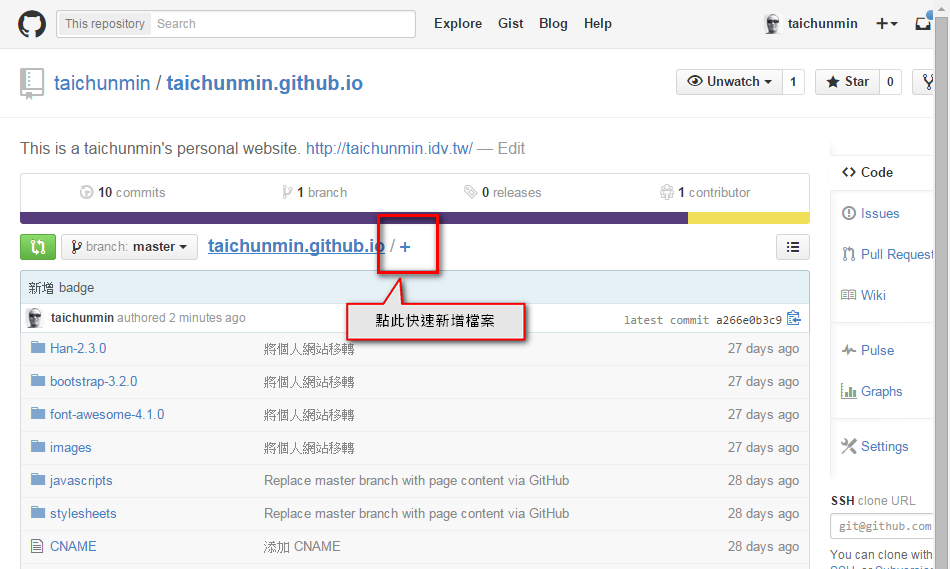 This repository Search Explore Gist Blog Help taichunmin
taichunmin / taichunmin.github.io Unwatch 1 Star 0
This is a taichunmin's personal website. http://taichunmin.idv.tw/ — Edit
10 commits 1 branch 0 releases 1 contributor
branch: master taichunmin.github.io / +
新增 badge
點此快速新增檔案
taichunmin authored 2 minutes ago latest commit a266e0b3c9
Han-2.3.0 將個人網站移轉 27 days ago
bootstrap-3.2.0 將個人網站移轉 27 days ago
font-awesome-4.1.0 將個人網站移轉 27 days ago
images 將個人網站移轉 27 days ago
javascripts Replace master branch with page content via GitHub 28 days ago
stylesheets Replace master branch with page content via GitHub 28 days ago
CNAME 添加 CNAME 28 days ago
Code
Issues
Pull Request
Wiki
Pulse
Graphs
Settings
SSH clone URL
git@github.com
You can clone with